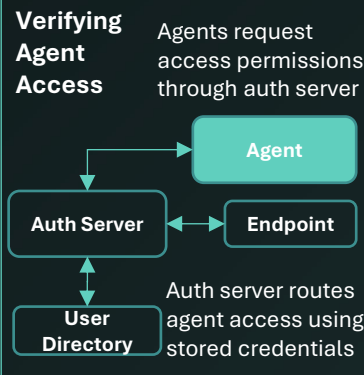 Verifying
Agent
Access
Agents request
access permissions
through auth server
Agent
Auth Server
Endpoint
User
Directory
Auth server routes
agent access using
stored credentials